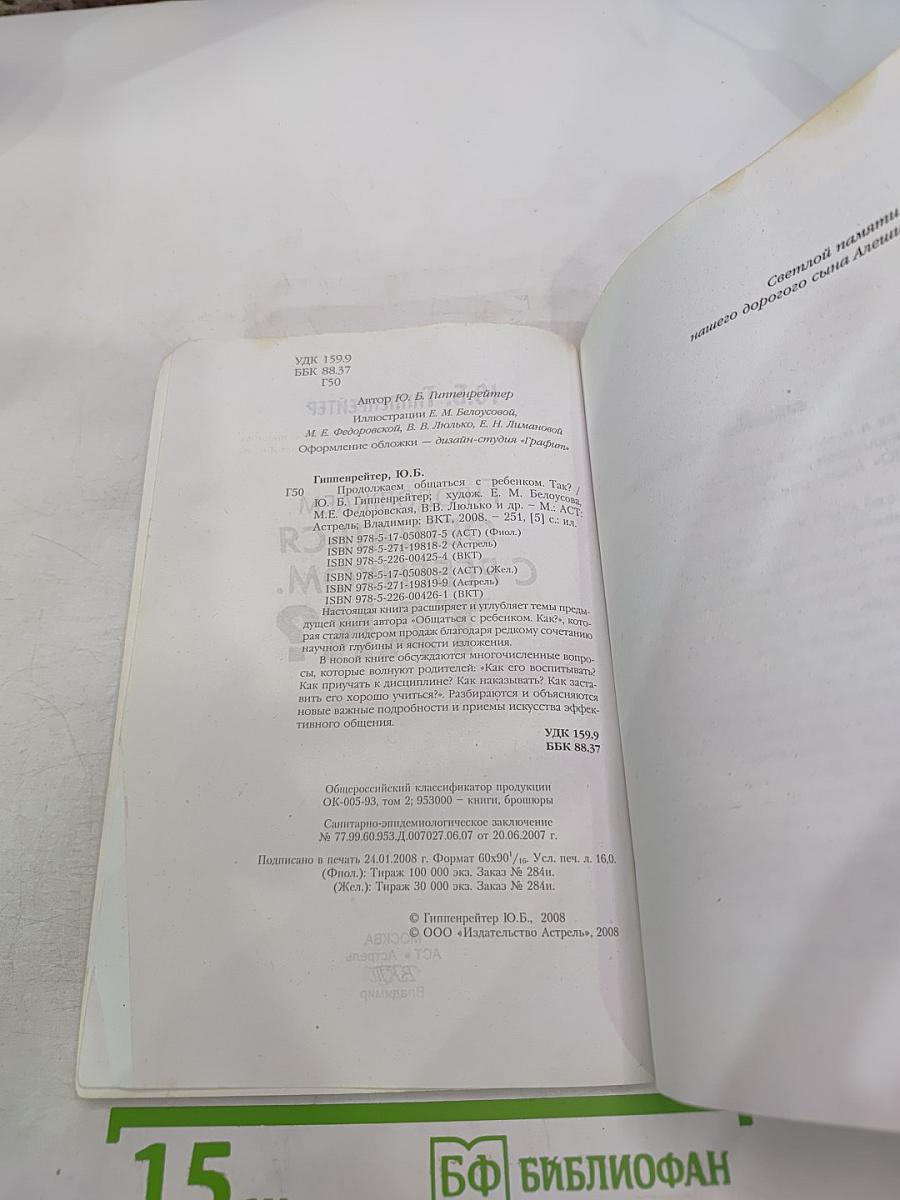 УДК 159.9
ББК 88.37
Г50
Автор Ю. Б. Гиппенрейтер
Иллюстрации Е. М. Белоусовой,
М. Е. Федоровской, В. В. Люлько, Е. Н. Лимановой
Оформление обложки — дизайн-студия «Графит»
Гиппенрейтер, Ю.Б.
Г50 Продолжаем общаться с ребенком. Так? /
Ю. Б. Гиппенрейтер; худож. Е. М. Белоусова,
М.Е. Федоровская, В.В. Люлько и др. – М.: АСТ:
Астрель; Владимир: ВКТ, 2008. – 251, [5] с.: ил.
ISBN 978-5-17-050807-5 (АСТ) (Фиол.)
ISBN 978-5-271-19818-2 (Астрель)
ISBN 978-5-226-00425-4 (ВКТ)
ISBN 978-5-17-050808-2 (АСТ) (Жел.)
ISBN 978-5-271-19819-9 (Астрель)
ISBN 978-5-226-00426-1 (ВКТ)
Настоящая книга расширяет и углубляет темы преды-
дущей книги автора «Общаться с ребенком. Как?», кото-
рая стала лидером продаж благодаря редкому сочетанию
научной глубины и ясности изложения.
В новой книге обсуждаются многочисленные вопро-
сы, которые волнуют родителей: «Как его воспитывать?
Как приучать к дисциплине? Как наказывать? Как заста-
вить его хорошо учиться?». Разбираются и объясняются
новые важные подробности и приемы искусства эффек-
тивного общения.
УДК 159.9
ББК 88.37
Общероссийский классификатор продукции
ОК-005-93, том 2; 953000 – книги, брошюры
Санитарно-эпидемиологическое заключение
№ 77.99.60.953.Д.007027.06.07 от 20.06.2007 г.
Подписано в печать 24.01.2008 г. Формат 60х90¹/₁₆. Усл. печ. л. 16,0.
(Фиол.): Тираж 100 000 экз. Заказ № 284и.
(Жел.): Тираж 30 000 экз. Заказ № 284и.
© Гиппенрейтер Ю.Б., 2008
© ООО «Издательство Астрель», 2008
Светлой памяти
нашего дорогого сына Алеши
15
БФ БИБЛИОФАН